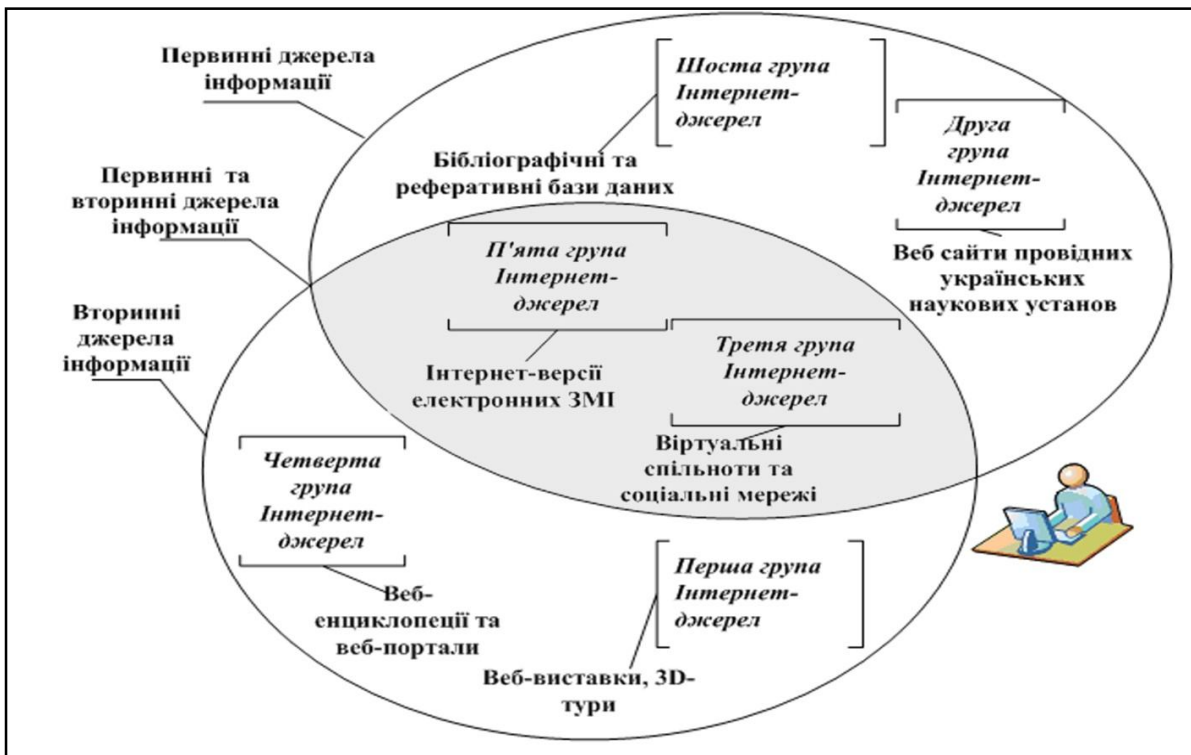 Первинні джерела
інформації
Шоста група
Інтернет-
джерел
Друга
група
Інтернет-
джерел
Бібліографічні та
реферативні бази даних
Первинні та
вторинні джерела
інформації
П'ята група
Інтернет-
джерел
Веб сайти провідних
українських
наукових установ
Вторинні
джерела
інформації
Третя група
Інтернет-
джерел
Інтернет-версії
електронних ЗМІ
Віртуальні
спільноти та
соціальні мережі
Четверта
група
Інтернет-
джерел
Перша група
Інтернет-
джерел
Веб-
енциклопеції та
веб-портали
Веб-виставки, 3D-
тури